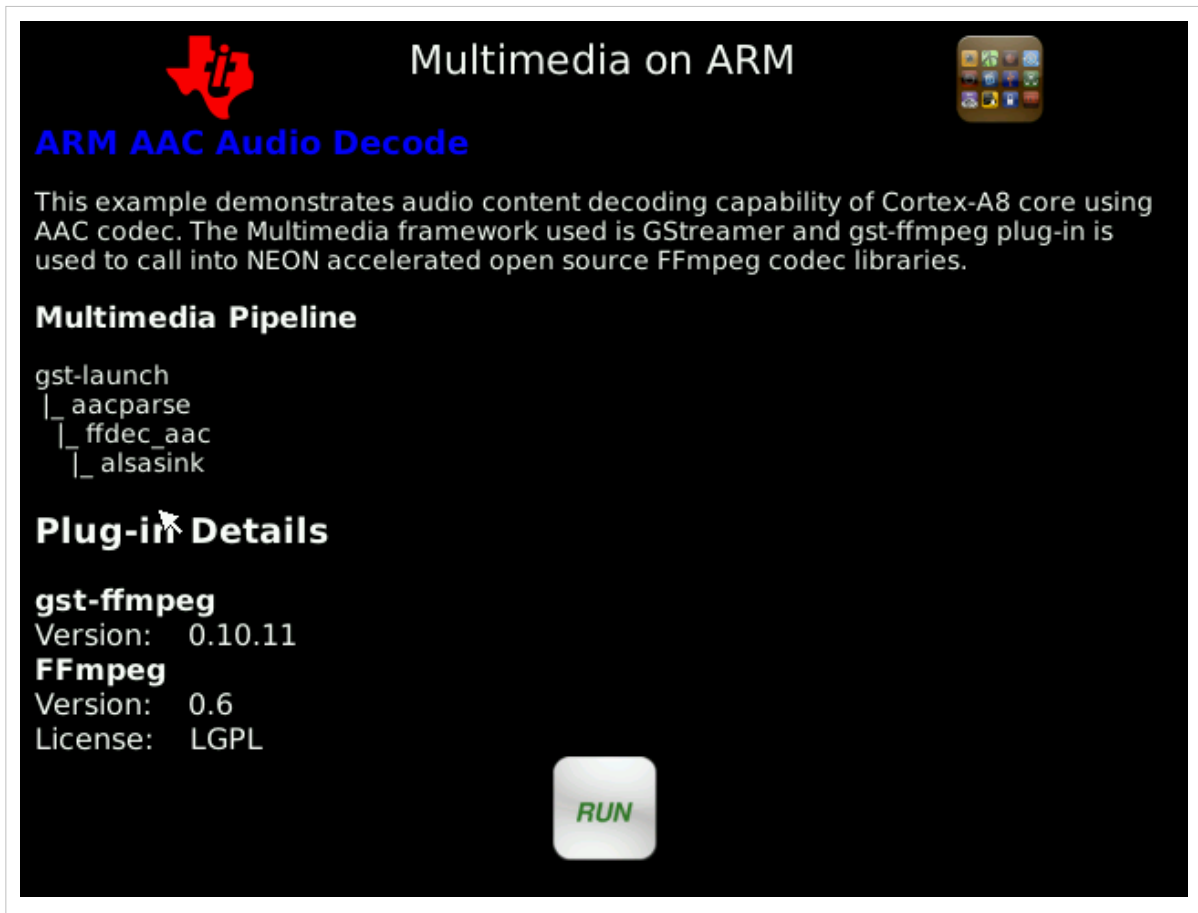 Multimedia on ARM
ARM AAC Audio Decode
This example demonstrates audio content decoding capability of Cortex-A8 core using
AAC codec. The Multimedia framework used is GStreamer and gst-ffmpeg plug-in is
used to call into NEON accelerated open source FFmpeg codec libraries.
Multimedia Pipeline
gst-launch
|_ aacparse
|_ ffdec_aac
|_ alsasink
Plug-in Details
gst-ffmpeg
Version: 0.10.11
FFmpeg
Version: 0.6
License: LGPL
RUN